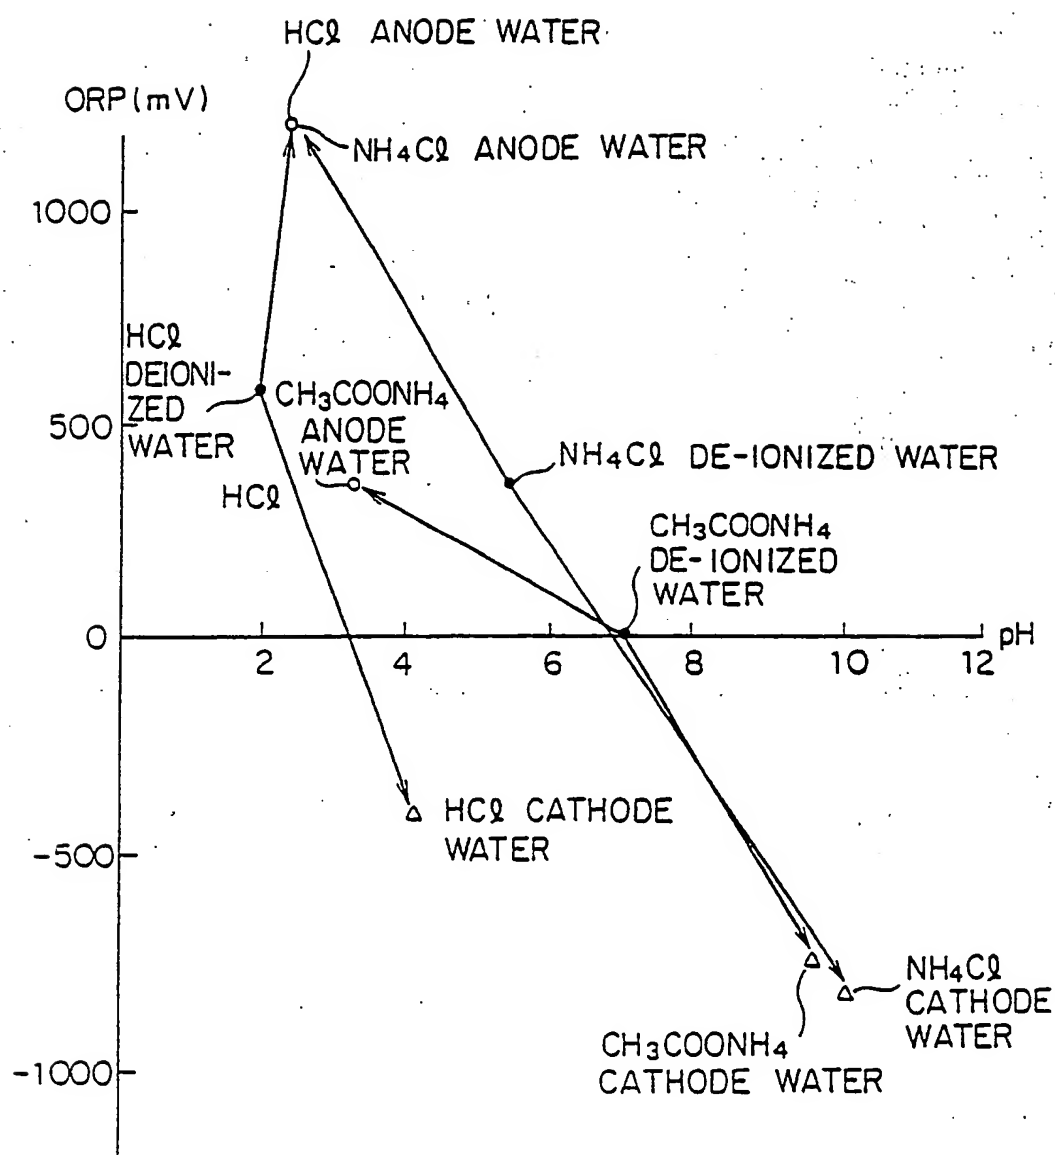 HCℓ ANODE WATER
ORP(mV)
NH₄Cℓ ANODE WATER
1000
HCℓ
DEIONI-
ZED
WATER
CH₃COONH₄
ANODE
WATER
500
NH₄Cℓ DE-IONIZED WATER
HCℓ
CH₃COONH₄
DE-IONIZED
WATER
0
2
4
6
8
10
12
pH
HCℓ CATHODE
WATER
-500
NH₄Cℓ
CATHODE
WATER
CH₃COONH₄
CATHODE WATER
-1000